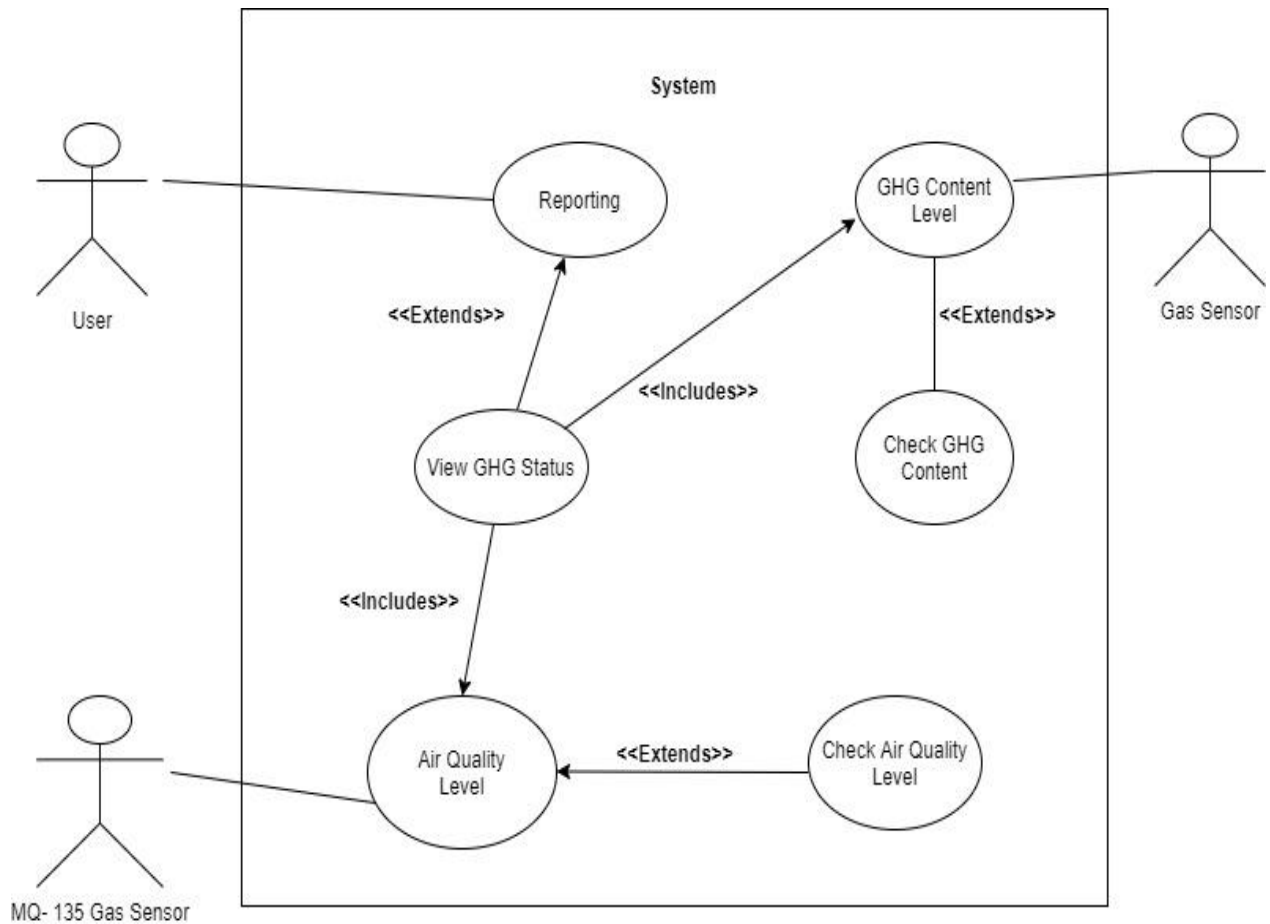 System
Reporting
GHG Content
Level
User
<<Extends>>
<<Extends>>
Gas Sensor
<<Includes>>
View GHG Status
Check GHG
Content
<<Includes>>
Air Quality
Level
<<Extends>>
Check Air Quality
Level
MQ- 135 Gas Sensor